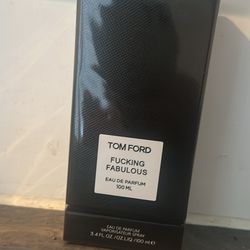 TOM FORD
FUCKING
FABULOUS
EAU DE PARFUM
100 ML
EAU DE PARFUM
VAPORISATEUR SPRAY
3.4 FL.OZ./OZ.LIQ/100 ml ℮